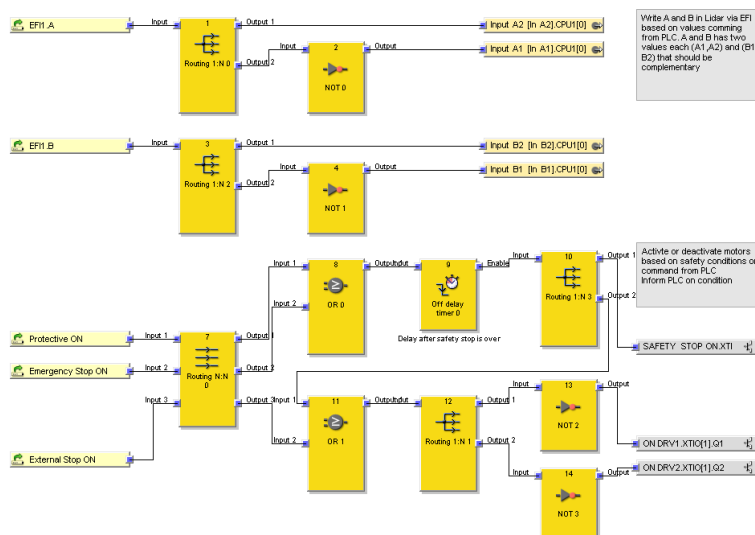 EFI1.A
Input
1
Output 1
Routing 1:N 0
Output 2
Input
2
Output
NOT 0
Input A2 [In A2].CPU1[0]
Input A1 [In A1].CPU1[0]
Write A and B in Lidar via EFI
based on values comming
from PLC. A and B has two
values each (A1,A2) and (B1
B2) that should be
complementary
EFI1.B
Input
3
Output 1
Routing 1:N 2
Output 2
Input
4
Output
NOT 1
Input B2 [In B2].CPU1[0]
Input B1 [In B1].CPU1[0]
Activte or deactivate motors
based on safety conditions or
command from PLC
Inform PLC on condition
Protective ON
Emergency Stop ON
External Stop ON
Input 1
Input 2
Input 3
7
Routing N:N
0
Output 1
Output 2
Output 3
Input 1
Input 2
8
OR 0
Output
Input
9
Off delay
timer 0
Enable
Delay after safety stop is over
Input
10
Routing 1:N 3
Output 1
Output 2
SAFETY STOP ON.XTI
Input 1
Input 2
11
OR 1
Output
Input
12
Routing 1:N 1
Output 1
Output 2
Input
13
Output
NOT 2
Input
14
Output
NOT 3
ON DRV1.XTIO[1].Q1
ON DRV2.XTIO[1].Q2